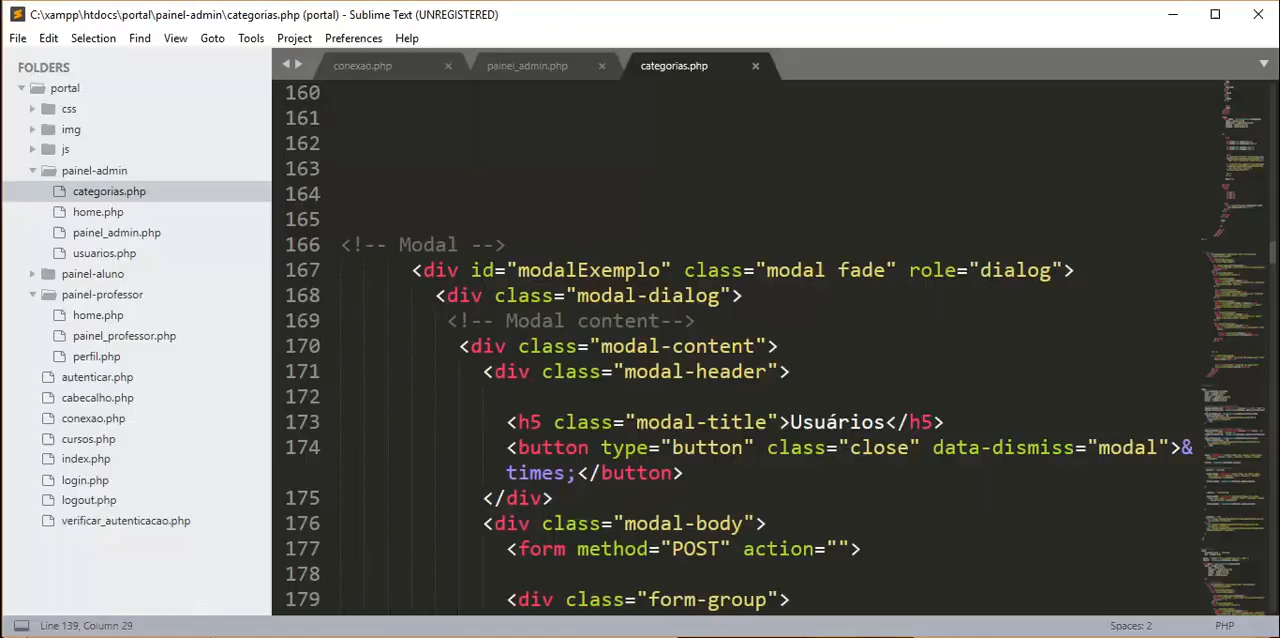 C:\xampp\htdocs\portal\painel-admin\categorias.php (portal) - Sublime Text (UNREGISTERED)
File Edit Selection Find View Goto Tools Project Preferences Help
FOLDERS
portal
css
img
js
painel-admin
categorias.php
home.php
painel_admin.php
usuarios.php
painel-aluno
painel-professor
home.php
painel_professor.php
perfil.php
autenticar.php
cabecalho.php
conexao.php
cursos.php
index.php
login.php
logout.php
verificar_autenticacao.php
conexao.php painel_admin.php categorias.php
160
161
162
163
164
165
166 <!-- Modal -->
167 <div id="modalExemplo" class="modal fade" role="dialog">
168 <div class="modal-dialog">
169 <!-- Modal content-->
170 <div class="modal-content">
171 <div class="modal-header">
172
173 <h5 class="modal-title">Usuários</h5>
174 <button type="button" class="close" data-dismiss="modal">&
times;</button>
175 </div>
176 <div class="modal-body">
177 <form method="POST" action="">
178
179 <div class="form-group">
Line 139, Column 29 Spaces: 2 PHP